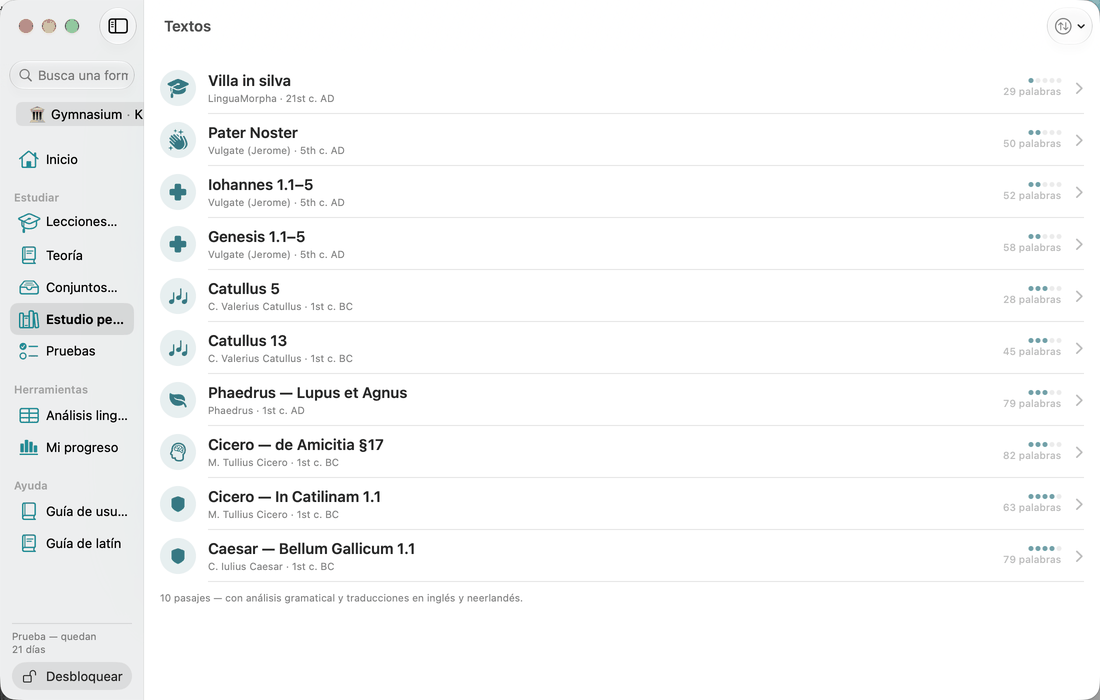 Textos
Busca una form
Gymnasium · K
Inicio
Estudiar
Lecciones...
Teoría
Conjuntos...
Estudio pe...
Pruebas
Herramientas
Análisis ling...
Mi progreso
Ayuda
Guía de usu...
Guía de latín
Prueba — quedan
21 días
Desbloquear
Villa in silva
LinguaMorpha · 21st c. AD
29 palabras
Pater Noster
Vulgate (Jerome) · 5th c. AD
50 palabras
Iohannes 1.1–5
Vulgate (Jerome) · 5th c. AD
52 palabras
Genesis 1.1–5
Vulgate (Jerome) · 5th c. AD
58 palabras
Catullus 5
C. Valerius Catullus · 1st c. BC
28 palabras
Catullus 13
C. Valerius Catullus · 1st c. BC
45 palabras
Phaedrus — Lupus et Agnus
Phaedrus · 1st c. AD
79 palabras
Cicero — de Amicitia §17
M. Tullius Cicero · 1st c. BC
82 palabras
Cicero — In Catilinam 1.1
M. Tullius Cicero · 1st c. BC
63 palabras
Caesar — Bellum Gallicum 1.1
C. Iulius Caesar · 1st c. BC
79 palabras
10 pasajes — con análisis gramatical y traducciones en inglés y neerlandés.